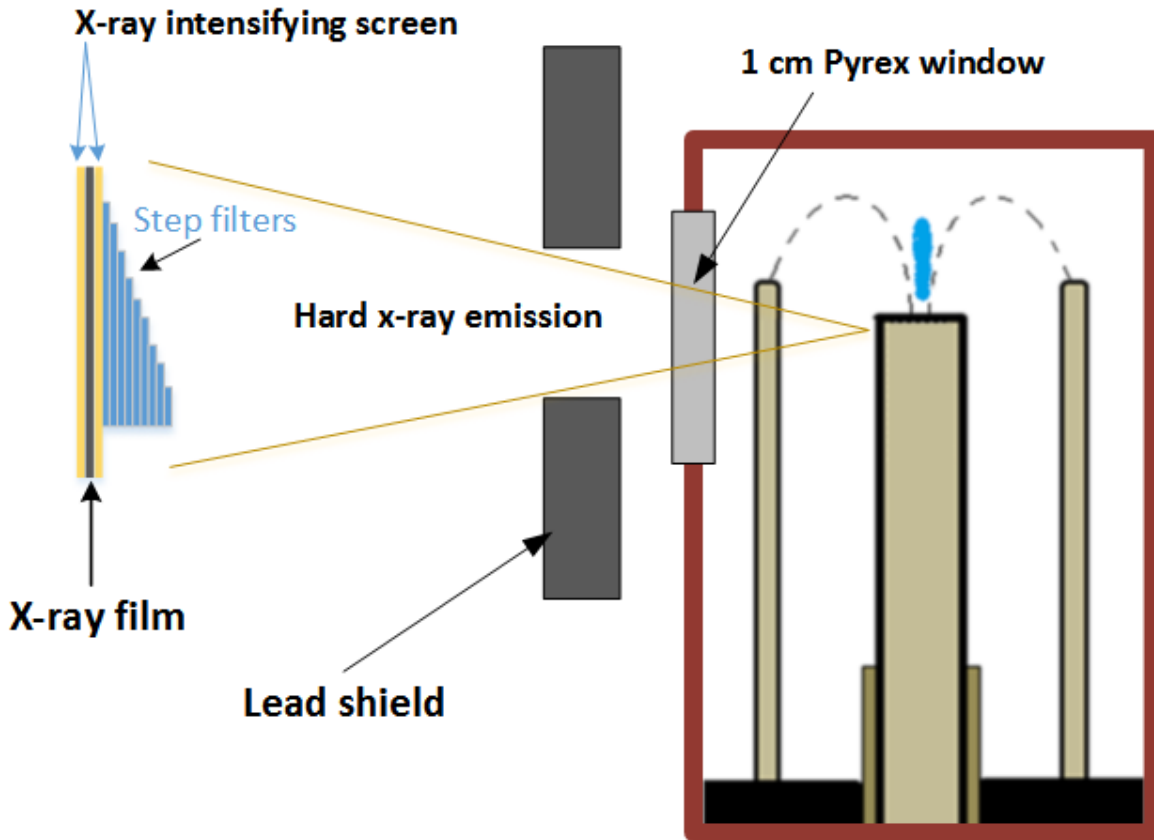 X-ray intensifying screen
1 cm Pyrex window
Step filters
Hard x-ray emission
X-ray film
Lead shield